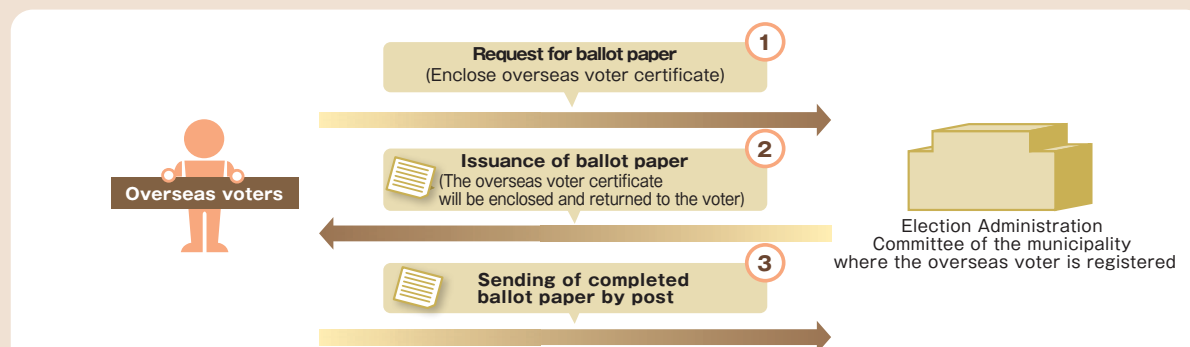 1
Request for ballot paper
(Enclose overseas voter certificate)
2
Issuance of ballot paper
(The overseas voter certificate
will be enclosed and returned to the voter)
Overseas voters
Election Administration
Committee of the municipality
where the overseas voter is registered
3
Sending of completed
ballot paper by post